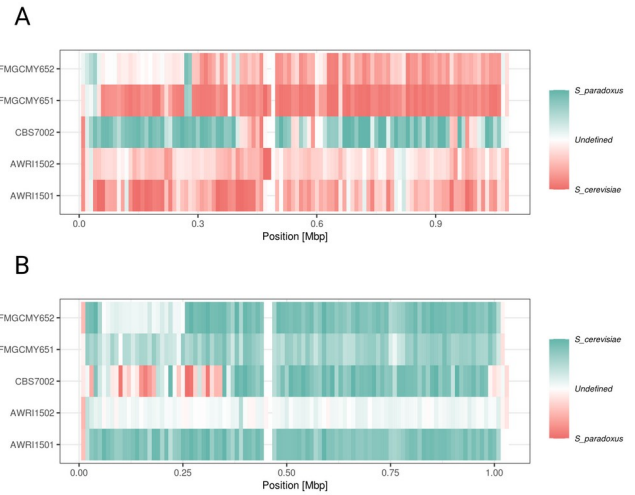 A
FMGCMY652
FMGCMY651
CBS7002
AWRI1502
AWRI1501
0.0 0.3 0.6 0.9
Position [Mbp]
S_paradoxus
Undefined
S_cerevisiae
B
FMGCMY652
FMGCMY651
CBS7002
AWRI1502
AWRI1501
0.00 0.25 0.50 0.75 1.00
Position [Mbp]
S_cerevisiae
Undefined
S_paradoxus